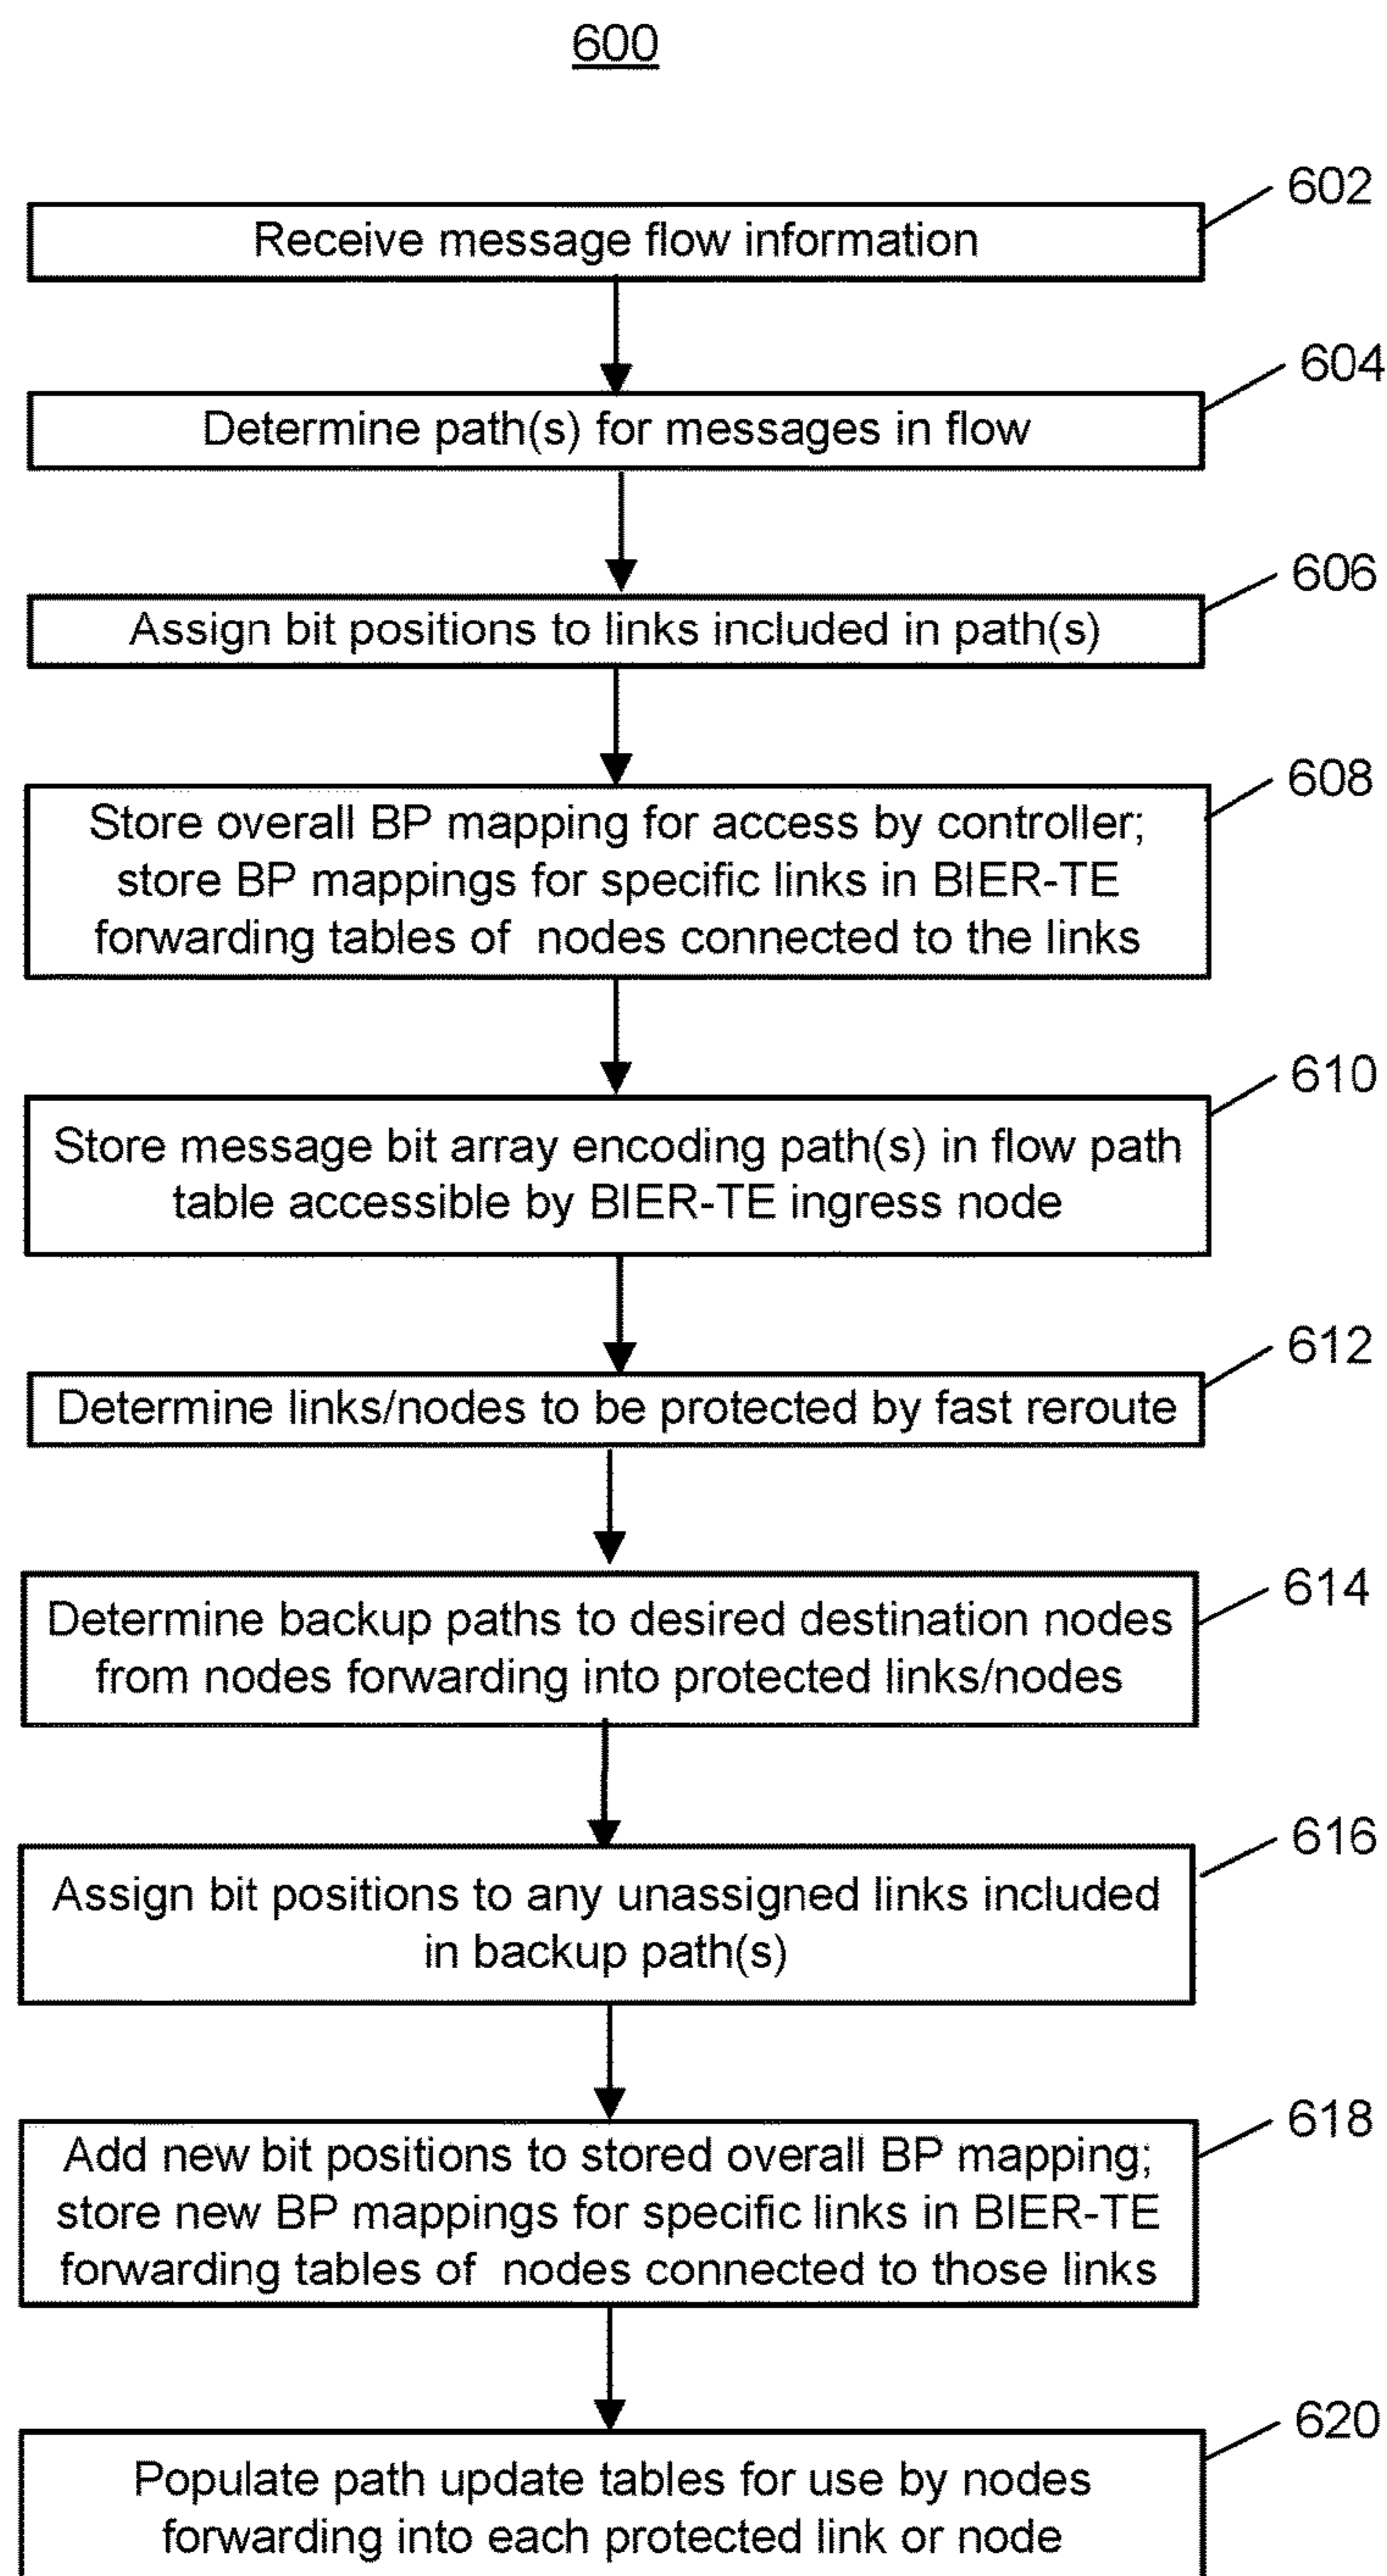 600
602
Receive message flow information
604
Determine path(s) for messages in flow
606
Assign bit positions to links included in path(s)
608
Store overall BP mapping for access by controller;
store BP mappings for specific links in BIER-TE
forwarding tables of nodes connected to the links
610
Store message bit array encoding path(s) in flow path
table accessible by BIER-TE ingress node
612
Determine links/nodes to be protected by fast reroute
614
Determine backup paths to desired destination nodes
from nodes forwarding into protected links/nodes
616
Assign bit positions to any unassigned links included
in backup path(s)
618
Add new bit positions to stored overall BP mapping;
store new BP mappings for specific links in BIER-TE
forwarding tables of nodes connected to those links
620
Populate path update tables for use by nodes
forwarding into each protected link or node